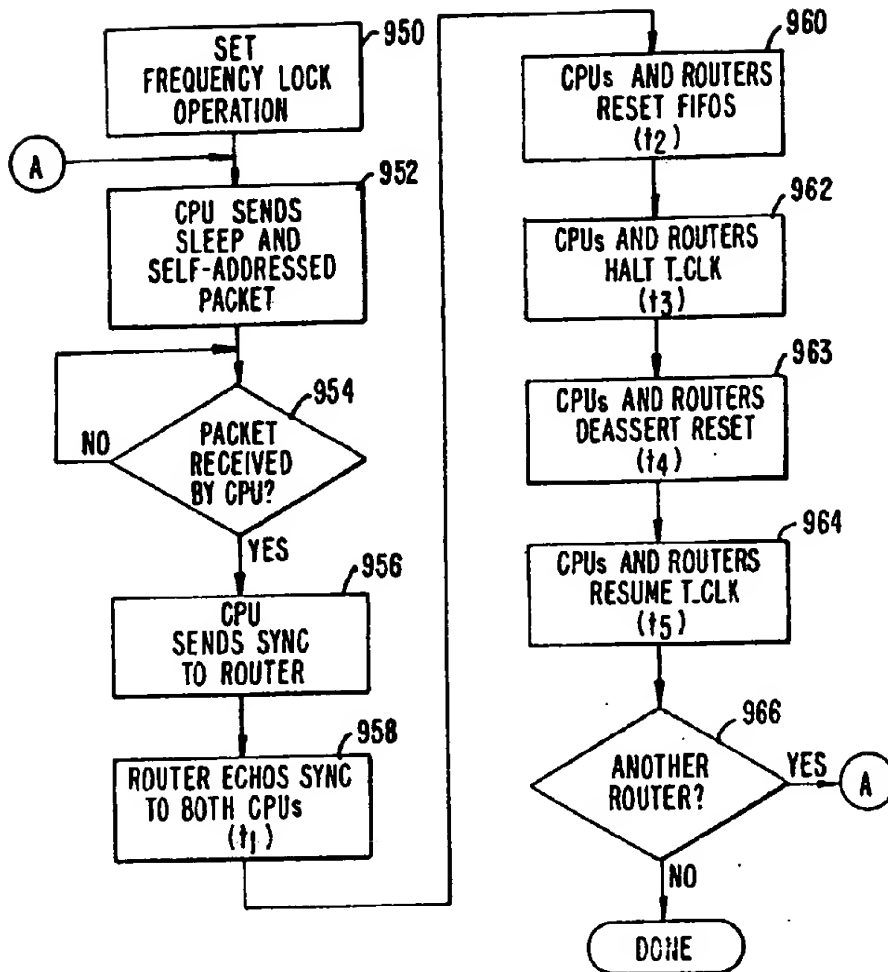 950
SET
FREQUENCY LOCK
OPERATION
A
952
CPU SENDS
SLEEP AND
SELF-ADDRESSED
PACKET
954
NO
PACKET
RECEIVED
BY CPU?
YES
956
CPU
SENDS SYNC
TO ROUTER
958
ROUTER ECHOS SYNC
TO BOTH CPUs
(t1)
960
CPUs AND ROUTERS
RESET FIFOS
(t2)
962
CPUs AND ROUTERS
HALT T_CLK
(t3)
963
CPUs AND ROUTERS
DEASSERT RESET
(t4)
964
CPUs AND ROUTERS
RESUME T_CLK
(t5)
966
ANOTHER
ROUTER?
YES
A
NO
DONE